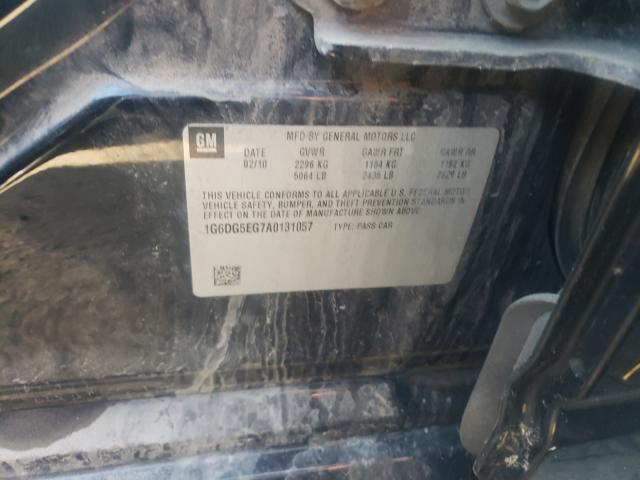 GM
MFD BY GENERAL MOTORS LLC
DATE GVWR GAWR FRT GAWR RR
02/10 2296 KG 1104 KG 1192 KG
5064 LB 2435 LB 2629 LB
THIS VEHICLE CONFORMS TO ALL APPLICABLE U.S. FEDERAL MOTOR
VEHICLE SAFETY, BUMPER, AND THEFT PREVENTION STANDARDS IN
EFFECT ON THE DATE OF MANUFACTURE SHOWN ABOVE.
1G6DG5EG7A0131057 TYPE: PASS CAR